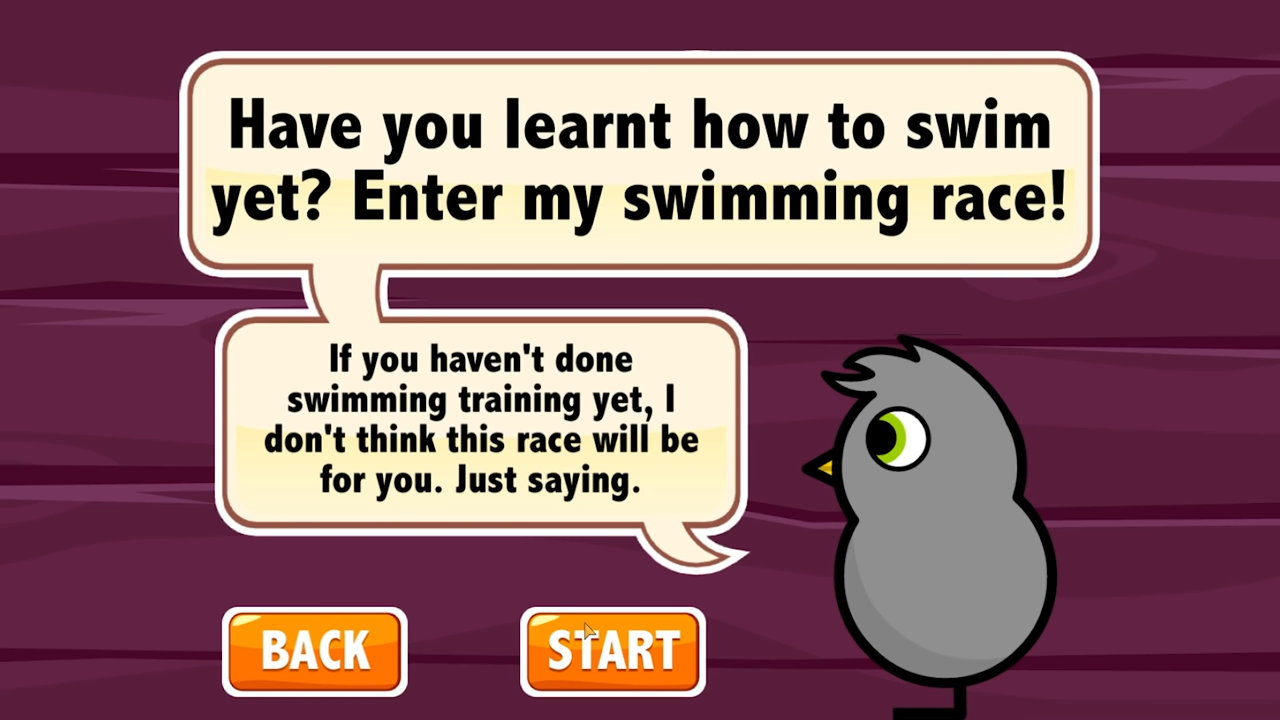 Have you learnt how to swim
yet? Enter my swimming race!
If you haven't done
swimming training yet, I
don't think this race will be
for you. Just saying.
BACK
START